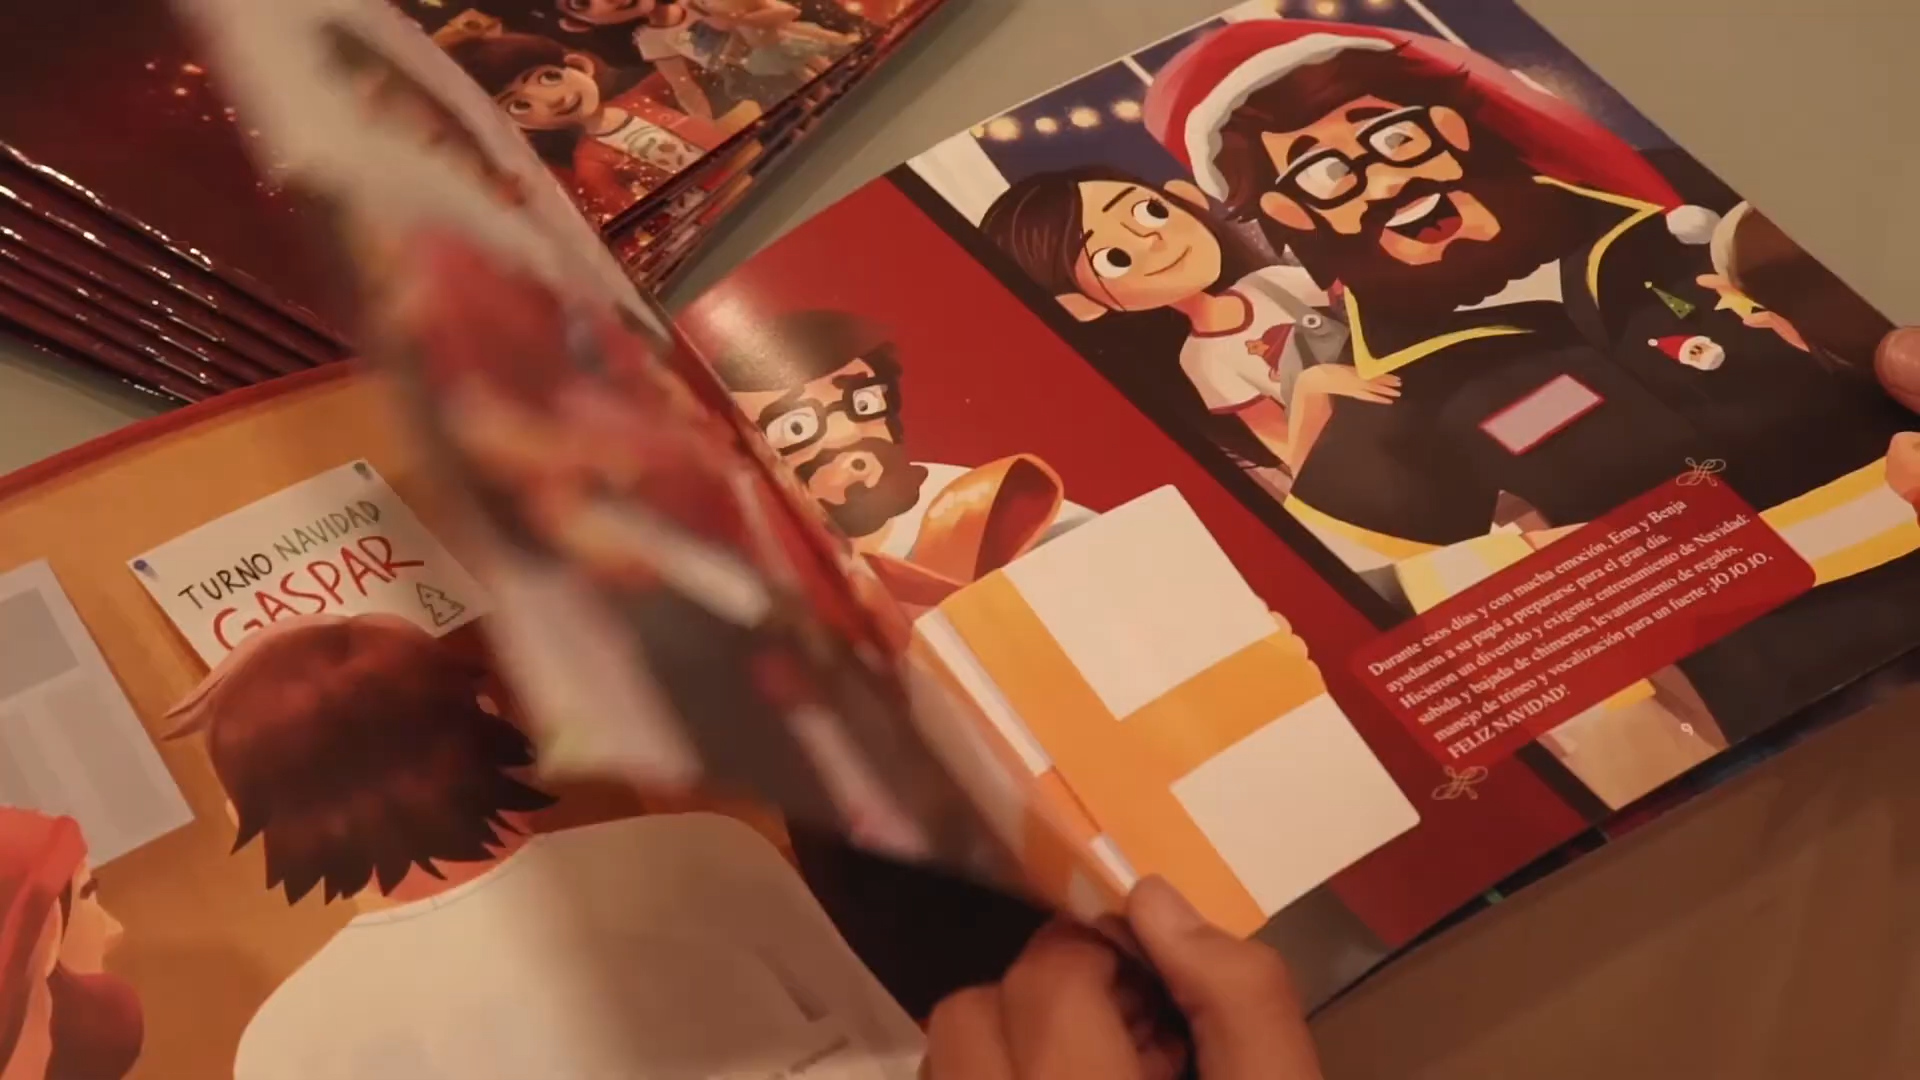 TURNO NAVIDAD
GASPAR
Durante esos días y con mucha emoción, Ema y Benja
ayudaron a su papá a prepararse para el gran día.
Hicieron un divertido y exigente entrenamiento de Navidad:
subida y bajada de chimenea, levantamiento de regalos,
manejo de trineo y vocalización para un fuerte ¡JO JO JO,
FELIZ NAVIDAD!
9